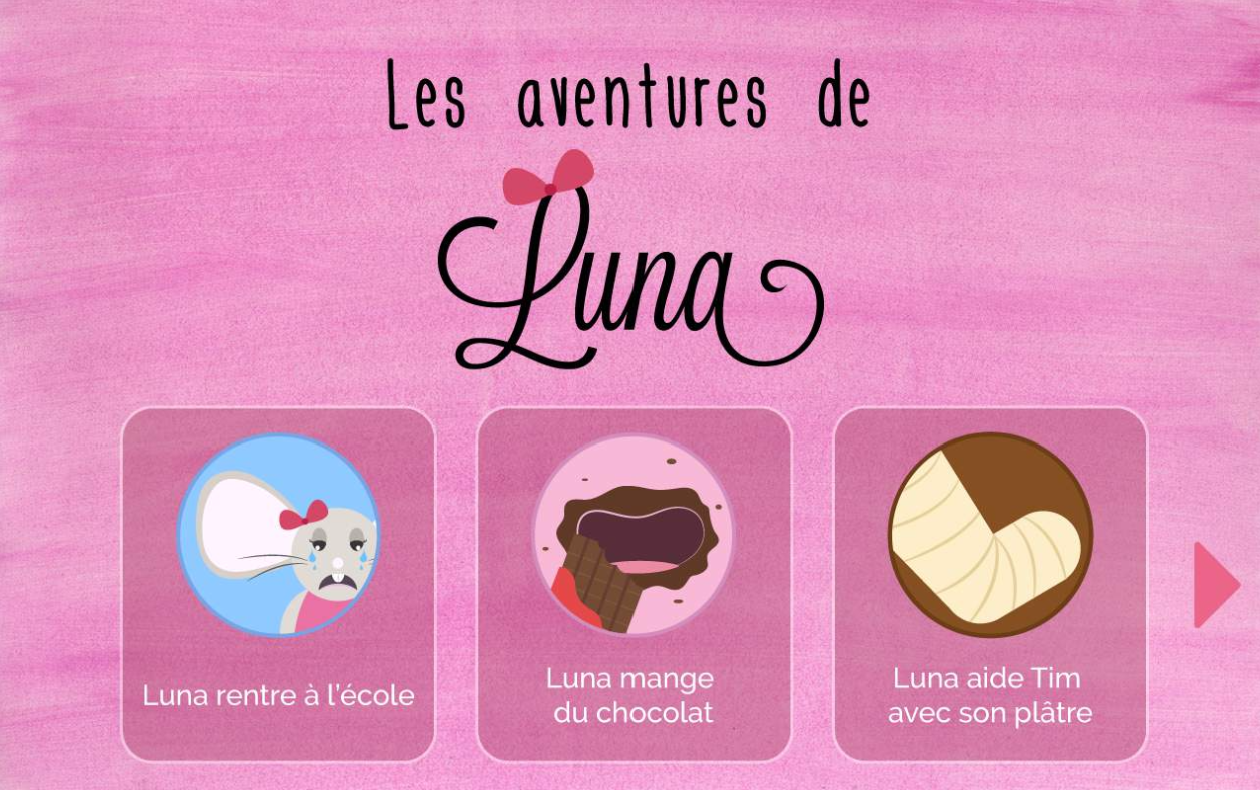 Les aventures de
Luna
Luna rentre à l'école
Luna mange
du chocolat
Luna aide Tim
avec son plâtre